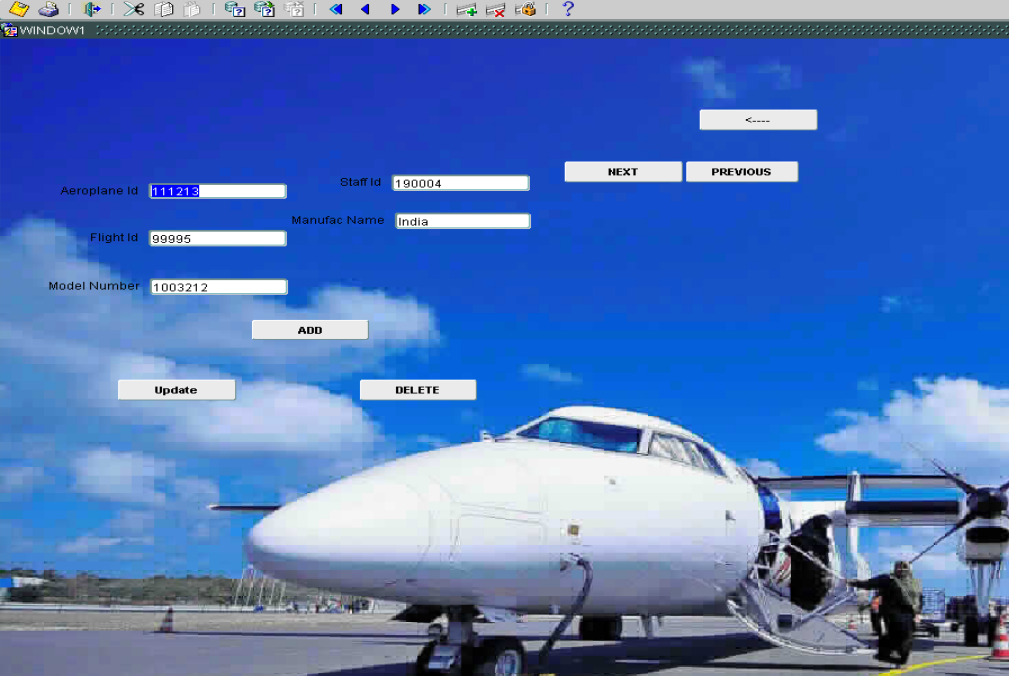 WINDOW1
<----
NEXT
PREVIOUS
Aeroplane Id 111213
Staff Id 190004
Manufac Name India
Flight Id 99995
Model Number 1003212
ADD
Update
DELETE